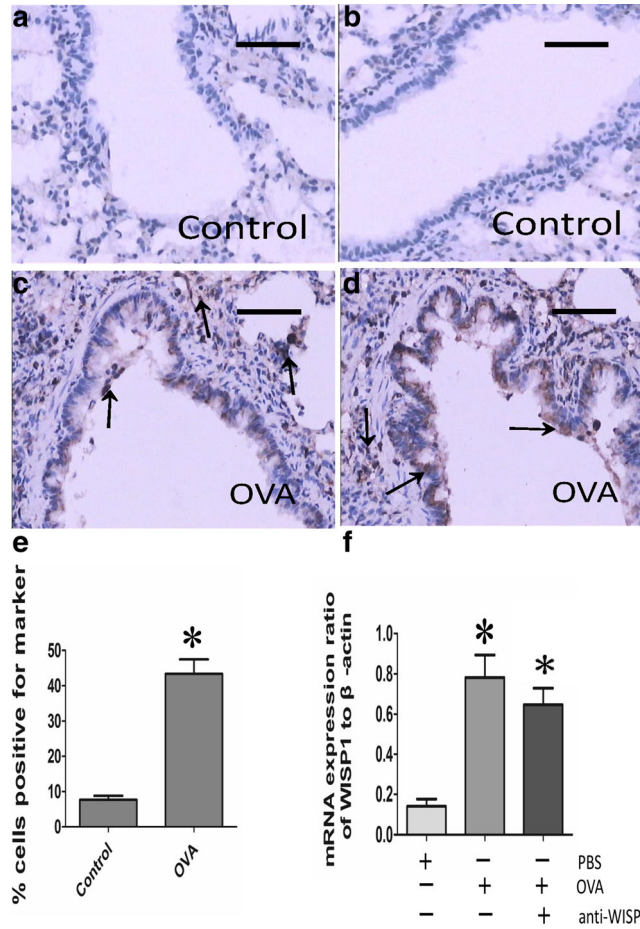 a
b
Control
Control
c
d
OVA
OVA
e
f
% cells positive for marker
50
40
30
20
10
0
*
Control
OVA
mRNA expression ratio
of WISP1 to β -actin
1.0
0.8
0.6
0.4
0.2
0.0
*
*
+ − − PBS
− + + OVA
− − + anti-WISP